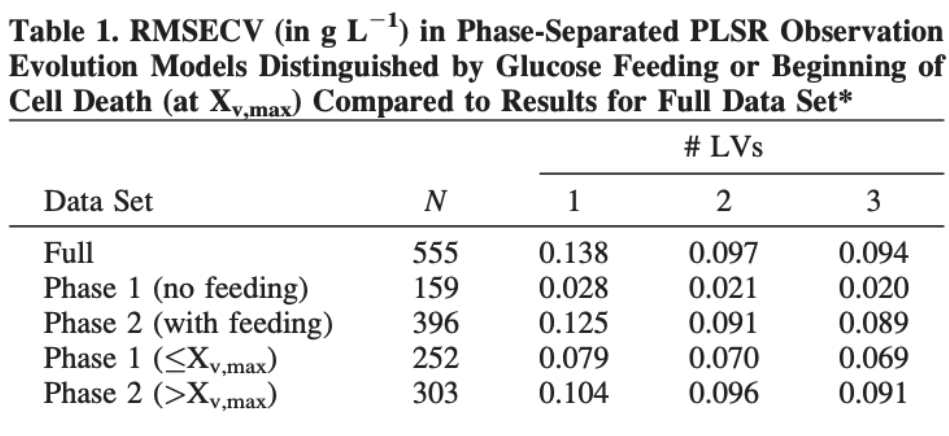 Table 1. RMSECV (in g L⁻¹) in Phase-Separated PLSR Observation
Evolution Models Distinguished by Glucose Feeding or Beginning of
Cell Death (at Xv,max) Compared to Results for Full Data Set*
# LVs
Data Set N 1 2 3
Full 555 0.138 0.097 0.094
Phase 1 (no feeding) 159 0.028 0.021 0.020
Phase 2 (with feeding) 396 0.125 0.091 0.089
Phase 1 (≤Xv,max) 252 0.079 0.070 0.069
Phase 2 (>Xv,max) 303 0.104 0.096 0.091